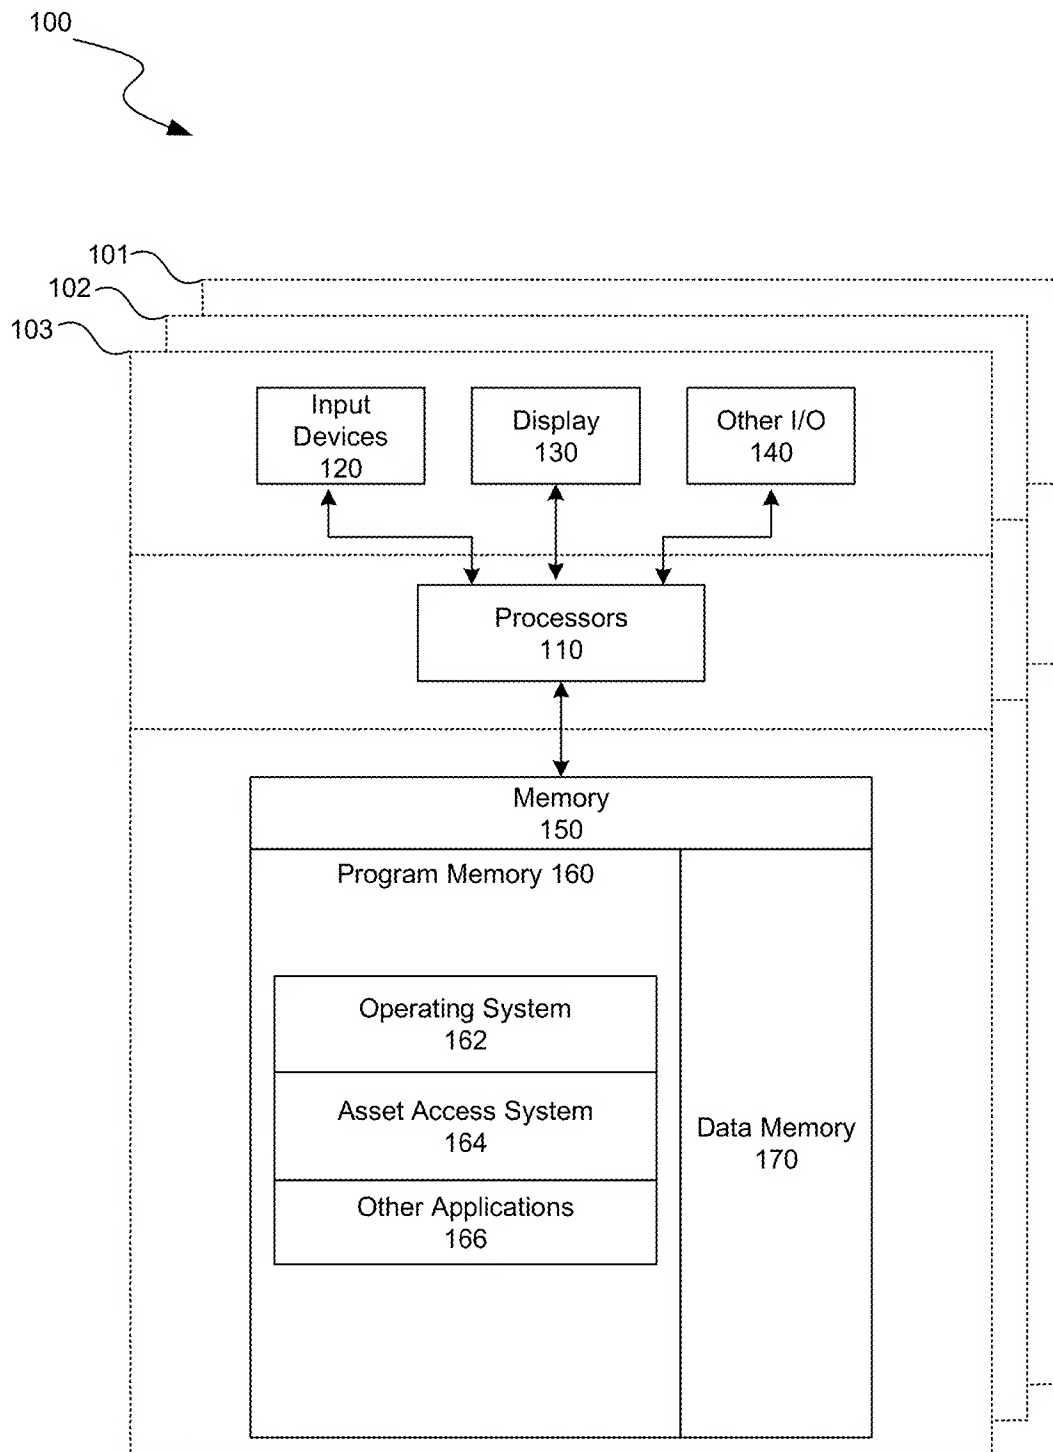 100
101
102
103
Input
Devices
120
Display
130
Other I/O
140
Processors
110
Memory
150
Program Memory 160
Operating System
162
Asset Access System
164
Other Applications
166
Data Memory
170